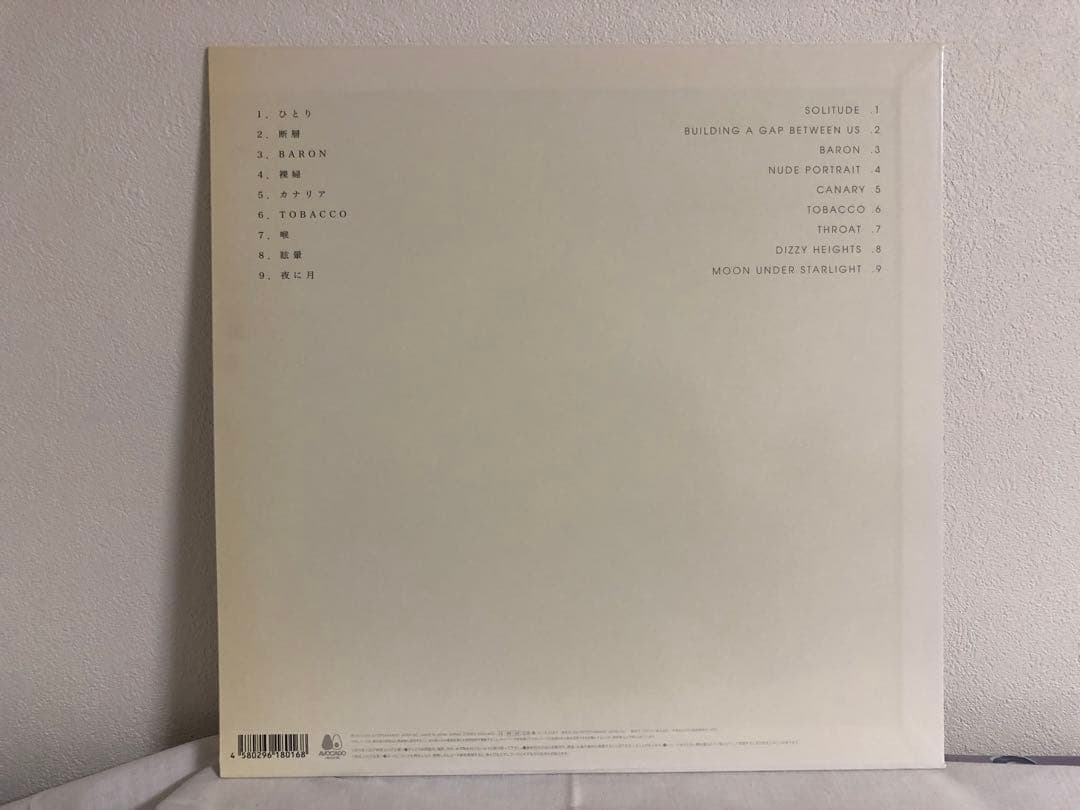 1. ひとり
2. 断層
3. BARON
4. 裸婦
5. カナリア
6. TOBACCO
7. 喉
8. 眩暈
9. 夜に月
SOLITUDE .1
BUILDING A GAP BETWEEN US .2
BARON .3
NUDE PORTRAIT .4
CANARY 5
TOBACCO .6
THROAT .7
DIZZY HEIGHTS .8
MOON UNDER STARLIGHT .9
4 580296 180168
AVOCADO